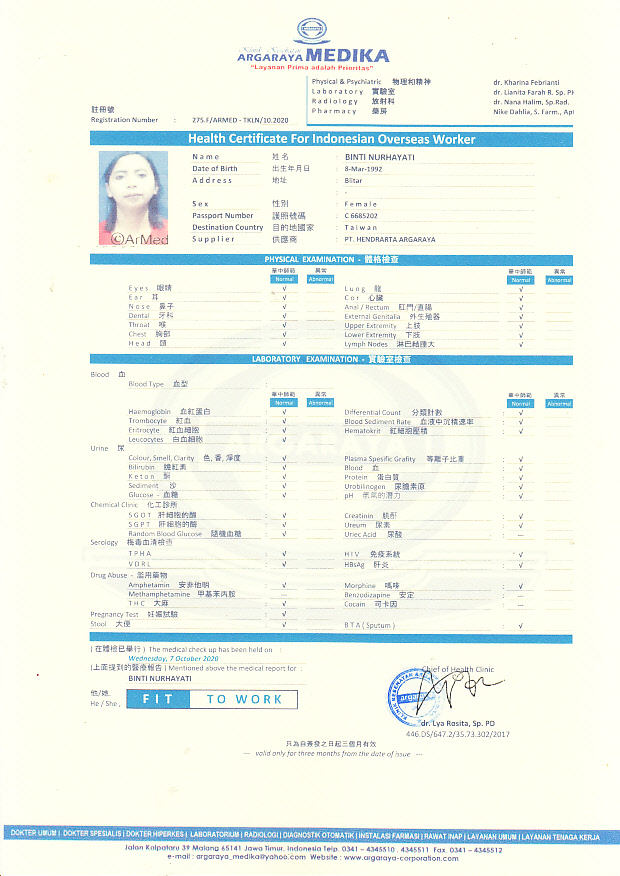 ARGARAYA MEDIKA
"Layanan Prima adalah Prioritas"
Physical & Psychiatric 物理和精神 dr. Kharina Febrianti
Laboratory 實驗室 dr. Lianita Farah R. Sp. PK
Radiology 放射科 dr. Nana Halim, Sp.Rad.
Pharmacy 藥房 Nike Dahlia, S. Farm., Apt
註冊號
Registration Number : 275.F/ARMED - TKLN/10.2020
Health Certificate For Indonesian Overseas Worker
Name 姓名 : BINTI NURHAYATI
Date of Birth 出生年月日 : 8-Mar-1992
Address 地址 : Blitar
: -
Sex 性別 : Female
Passport Number 護照號碼 : C 6685202
Destination Country 目的地國家 : Taiwan
Supplier 供應商 : PT. HENDRARTA ARGARAYA
©ArMed
PHYSICAL EXAMINATION - 體格檢查
畢中師範 異常 畢中師範 異常
Normal Abnormal Normal Abnormal
Eyes 眼睛 : √ Lung 龍 : √
Ear 耳 : √ Cor 心臟 : √
Nose 鼻子 : √ Anal / Rectum 肛門/直腸 : √
Dental 牙科 : √ External Genitalia 外生殖器 : √
Throat 喉 : √ Upper Extremity 上肢 : √
Chest 胸部 : √ Lower Extremity 下肢 : √
Head 頭 : √ Lymph Nodes 淋巴結腫大 : √
LABORATORY EXAMINATION - 實驗室檢查
Blood 血
Blood Type 血型 :
畢中師範 異常 畢中師範 異常
Normal Abnormal Normal Abnormal
Haemoglobin 血紅蛋白 : √ Differential Count 分類計數 : √
Trombocyte 紅血 : √ Blood Sediment Rate 血液中沉積速率 : √
Eritrocyte 紅血細胞 : √ Hematokrit 紅細胞壓積 : √
Leucocytes 白血細胞 : √
Urine 尿
Colour, Smell, Clarity 色, 香, 淨度 : √ Plasma Spesific Grafity 等離子比重 : √
Bilirubin 膽紅素 : √ Blood 血 : √
Keton 酮 : √ Protein 蛋白質 : √
Sediment 沙 : √ Urobilinogen 尿膽素原 : √
Glucose - 血糖 : √ pH 氫氣的潛力 : √
Chemical Clinic 化工診所
SGOT 肝細胞的酶 : √ Creatinin 肌酐 : √
SGPT 肝細胞的酶 : √ Ureum 尿素 : √
Random Blood Glucose 隨機血糖 : √ Uriec Acid 尿酸 : —
Serology 梅毒血清檢查
TPHA : √ HIV 免疫系統 : √
VDRL : √ HBsAg 肝炎 : √
Drug Abuse - 濫用藥物
Amphetamin 安非他明 : √ Morphine 嗎啡 : √
Methamphetamine 甲基苯丙胺 : — Benzodizapine 安定 : —
THC 大麻 : √ Cocain 可卡因 : —
Pregnancy Test 妊娠試驗 : √
Stool 大便 : √ BTA ( Sputum ) : √
( 在體檢已舉行 ) The medical check up has been held on :
Wednesday, 7 October 2020
(上面提到的醫療報告 ) Mentioned above the medical report for :
BINTI NURHAYATI
他/她,
He / She , FIT TO WORK
Chief of Health Clinic
dr. Lya Rosita, Sp. PD
446.DS/647.2/35.73.302/2017
只為自簽發之日起三個月有效
— valid only for three months from the date of issue —
DOKTER UMUM | DOKTER SPESIALIS | DOKTER HIPERKES | LABORATORIUM | RADIOLOGI | DIAGNOSTIK OTOMATIK | INSTALASI FARMASI | RAWAT INAP | LAYANAN UMUM | LAYANAN TENAGA KERJA
Jalan Kalpataru 39 Malang 65141 Jawa Timur, Indonesia Telp. 0341 - 4345510 , 4345511 Fax. 0341 - 4345512
e-mail : argaraya_medika@yahoo.com Website : www.argaraya-corporation.com